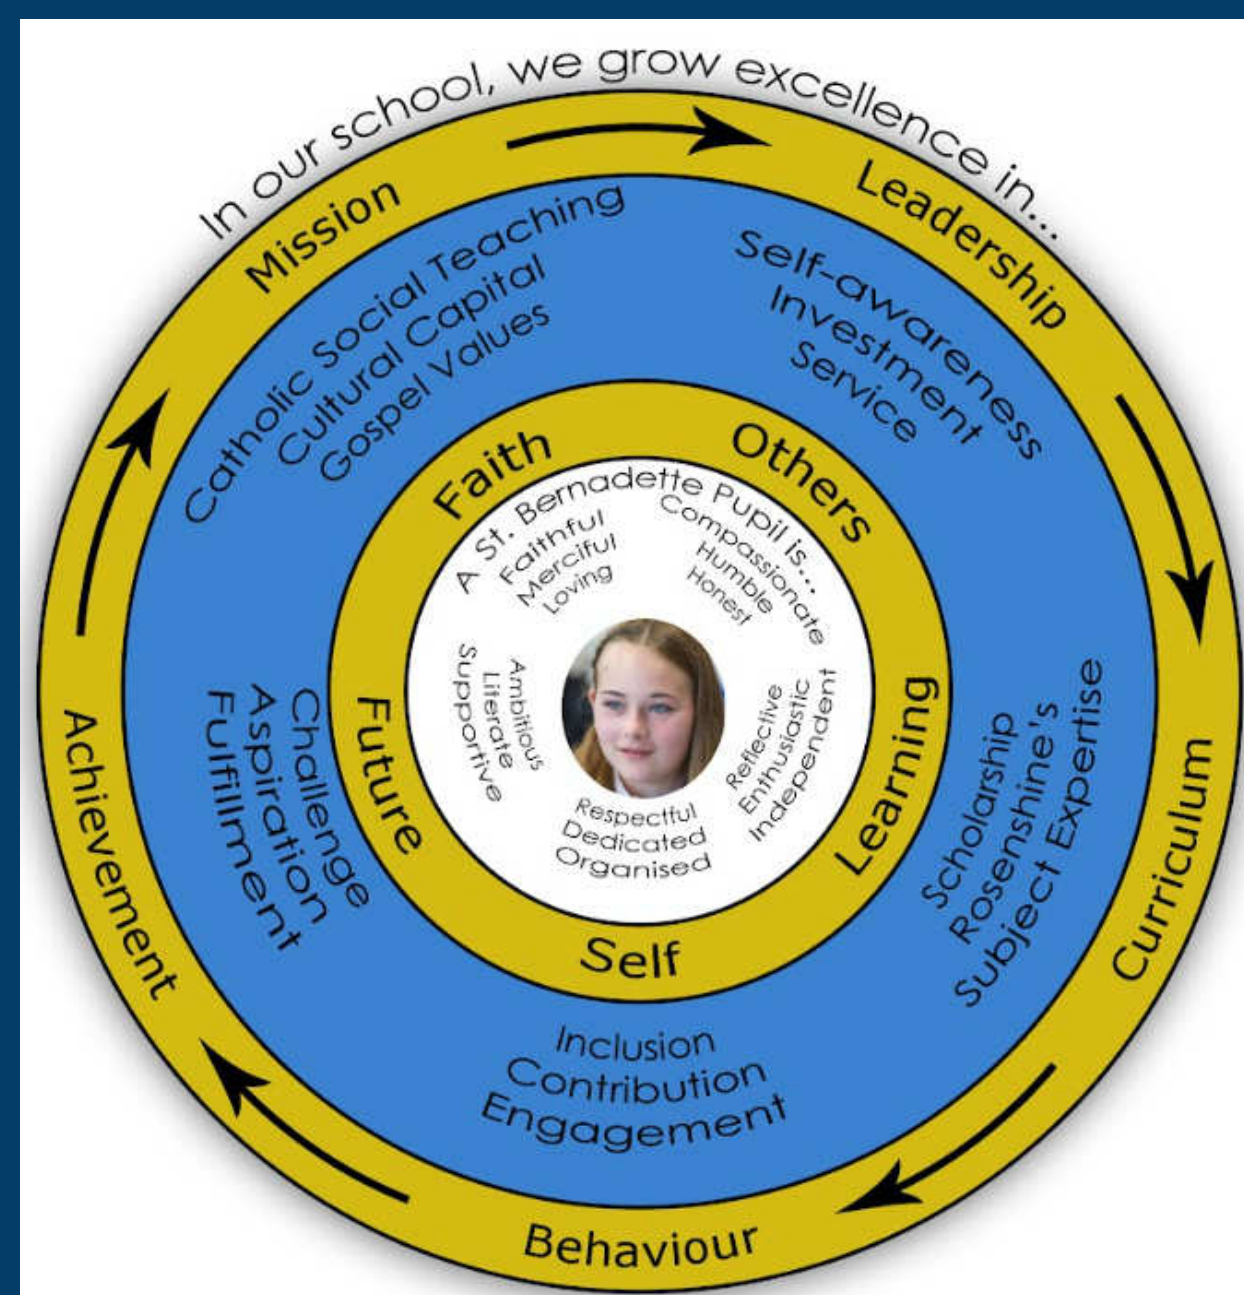 In our school, we grow excellence in...
Mission
Leadership
Curriculum
Behaviour
Achievement
Catholic Social Teaching
Cultural Capital
Gospel Values
Self-awareness
Investment
Service
Scholarship
Rosenshine's
Subject Expertise
Inclusion
Contribution
Engagement
Challenge
Aspiration
Fulfillment
Faith
Others
Learning
Self
Future
A St. Bernadette Pupil is...
Faithful
Merciful
Loving
Compassionate
Humble
Honest
Reflective
Enthusiastic
Independent
Respectful
Dedicated
Organised
Ambitious
Literate
Supportive